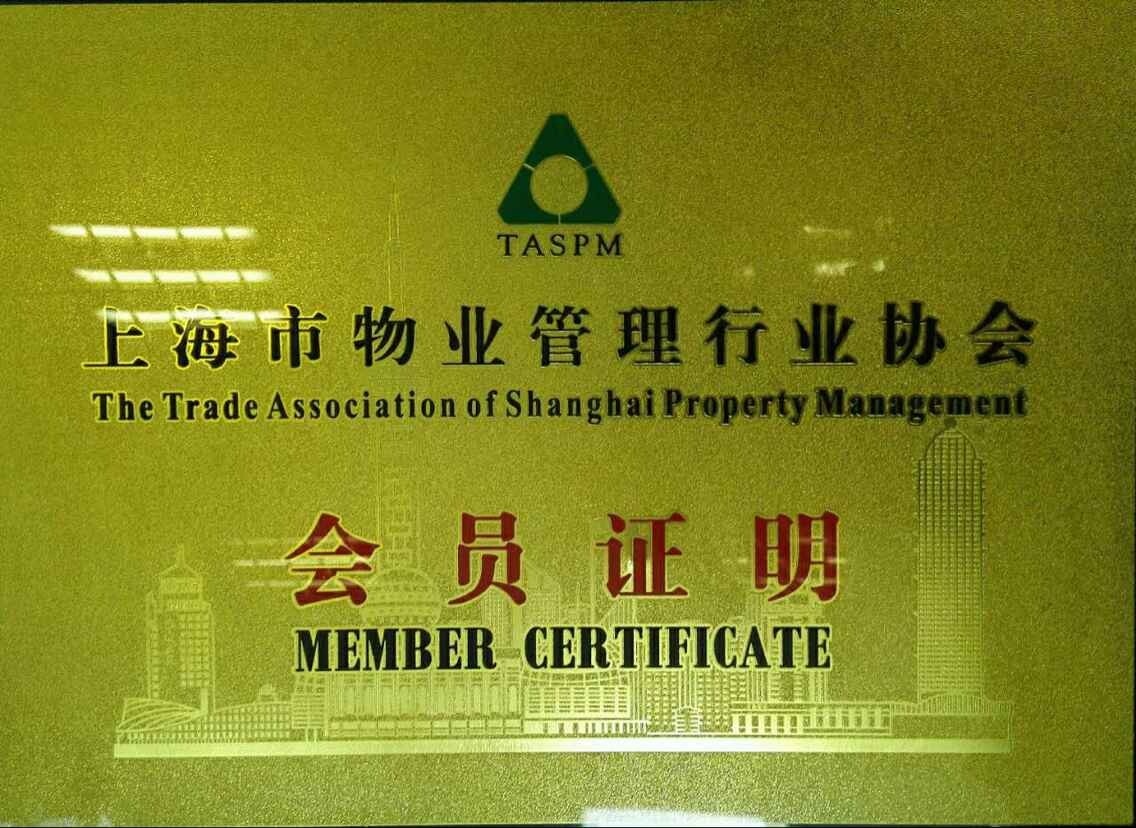 TASPM
上海市物业管理行业协会
The Trade Association of Shanghai Property Management
会员证明
MEMBER CERTIFICATE